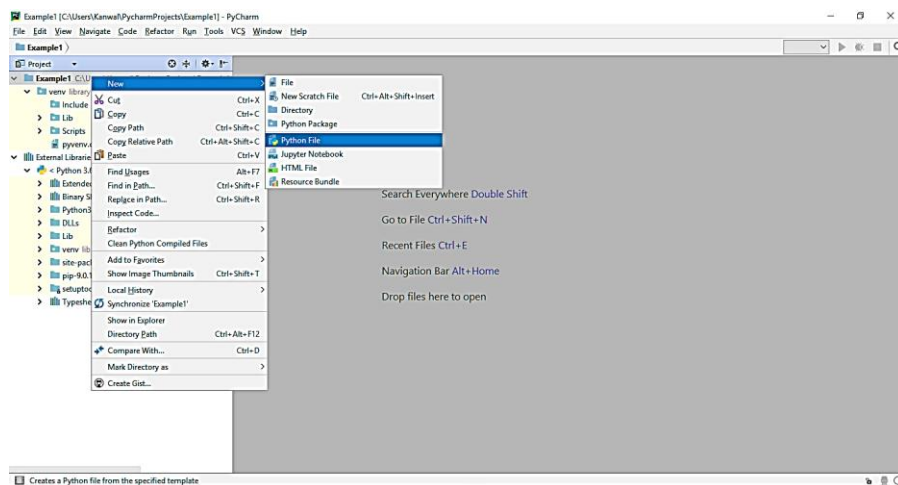 Example1 [C:\Users\Kanwal\PycharmProjects\Example1] - PyCharm
File Edit View Navigate Code Refactor Run Tools VCS Window Help
Example1
Project
Example1 C:\U
venv library
Include
Lib
Scripts
pyvenv.
External Librarie
< Python 3.
Extended
Binary S
Python3
DLLs
Lib
venv lib
site-pac
pip-9.0.1
setuptoo
Typeshe
New
Cut Ctrl+X
Copy Ctrl+C
Copy Path Ctrl+Shift+C
Copy Relative Path Ctrl+Alt+Shift+C
Paste Ctrl+V
Find Usages Alt+F7
Find in Path... Ctrl+Shift+F
Replace in Path... Ctrl+Shift+R
Inspect Code...
Refactor
Clean Python Compiled Files
Add to Favorites
Show Image Thumbnails Ctrl+Shift+T
Local History
Synchronize 'Example1'
Show in Explorer
Directory Path Ctrl+Alt+F12
Compare With... Ctrl+D
Mark Directory as
Create Gist...
File
New Scratch File Ctrl+Alt+Shift+Insert
Directory
Python Package
Python File
Jupyter Notebook
HTML File
Resource Bundle
Search Everywhere Double Shift
Go to File Ctrl+Shift+N
Recent Files Ctrl+E
Navigation Bar Alt+Home
Drop files here to open
Creates a Python file from the specified template